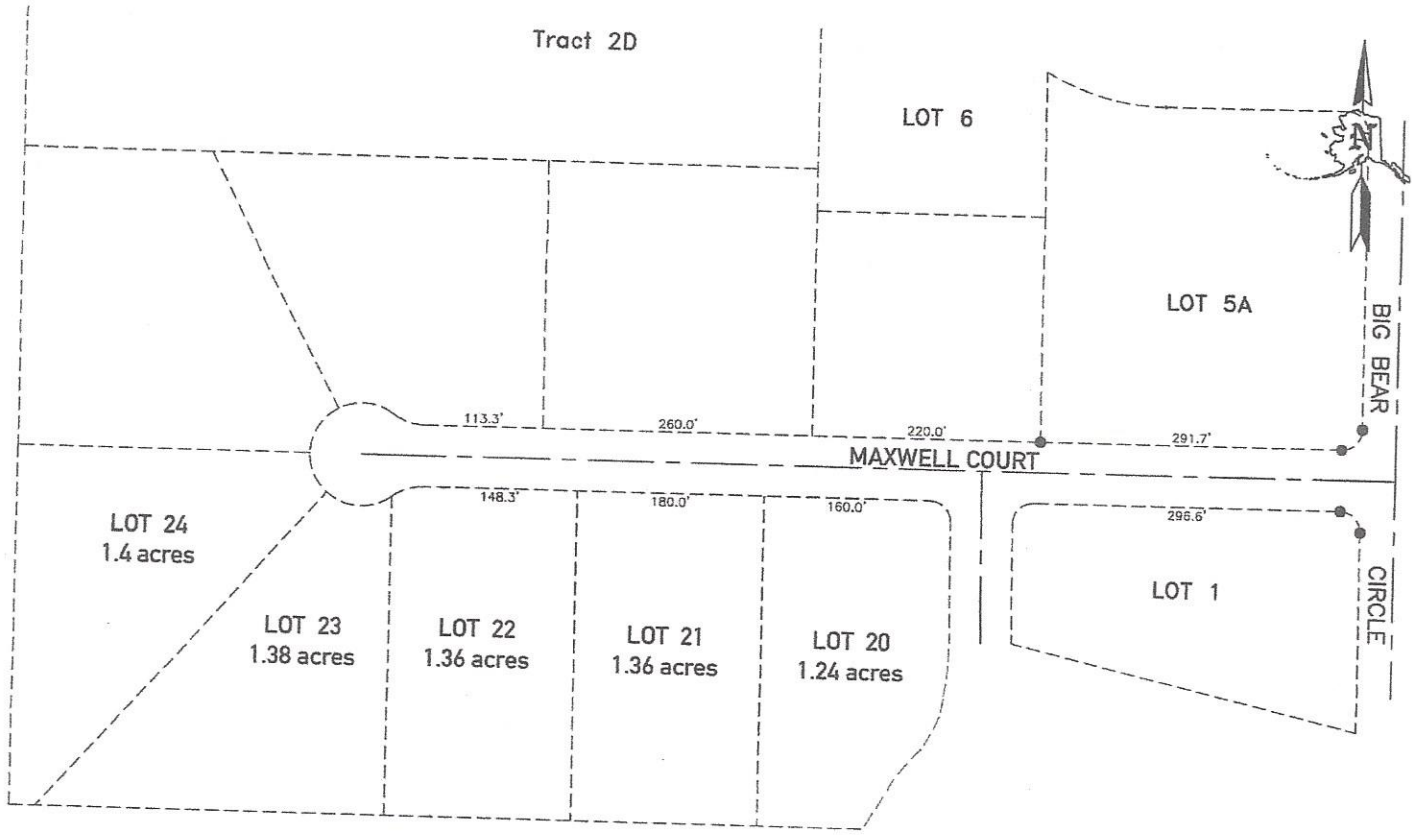 Tract 2D
LOT 6
N
LOT 5A
BIG BEAR
113.3'
260.0'
220.0'
291.7'
MAXWELL COURT
148.3'
180.0'
160.0'
296.6'
LOT 24
1.4 acres
LOT 23
1.38 acres
LOT 22
1.36 acres
LOT 21
1.36 acres
LOT 20
1.24 acres
LOT 1
CIRCLE